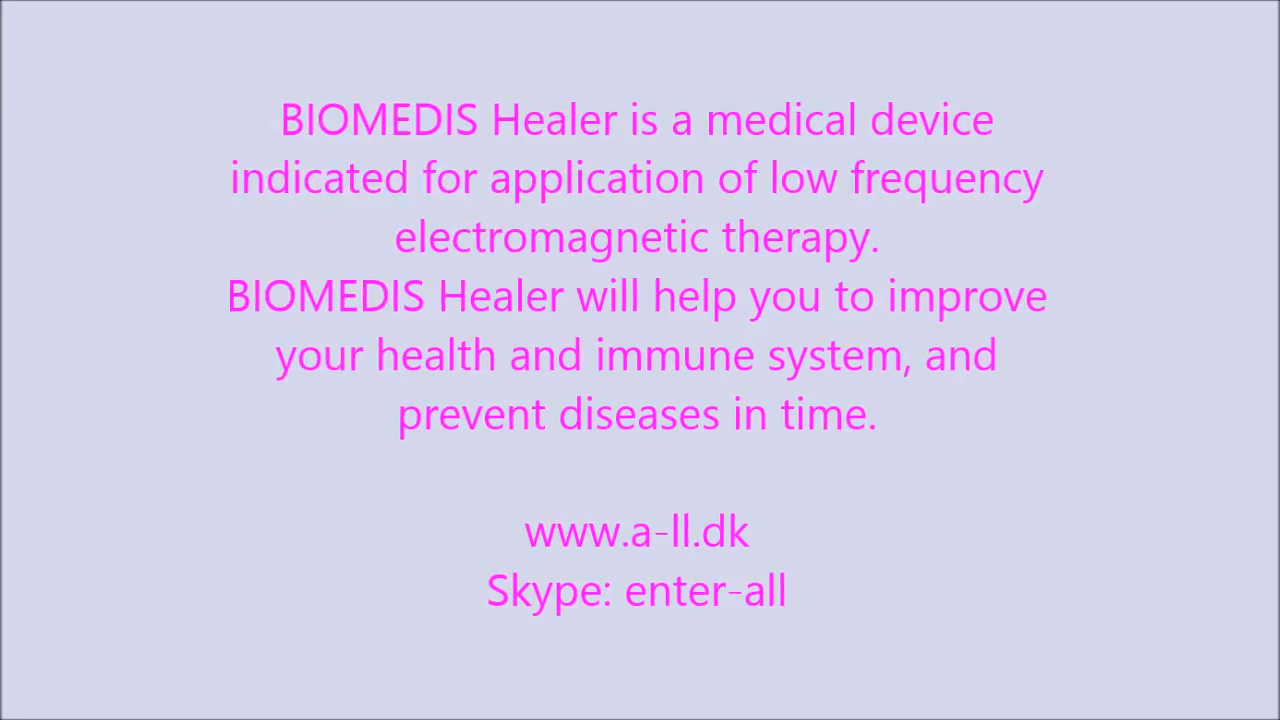 BIOMEDIS Healer is a medical device
indicated for application of low frequency
electromagnetic therapy.
BIOMEDIS Healer will help you to improve
your health and immune system, and
prevent diseases in time.
www.a-ll.dk
Skype: enter-all